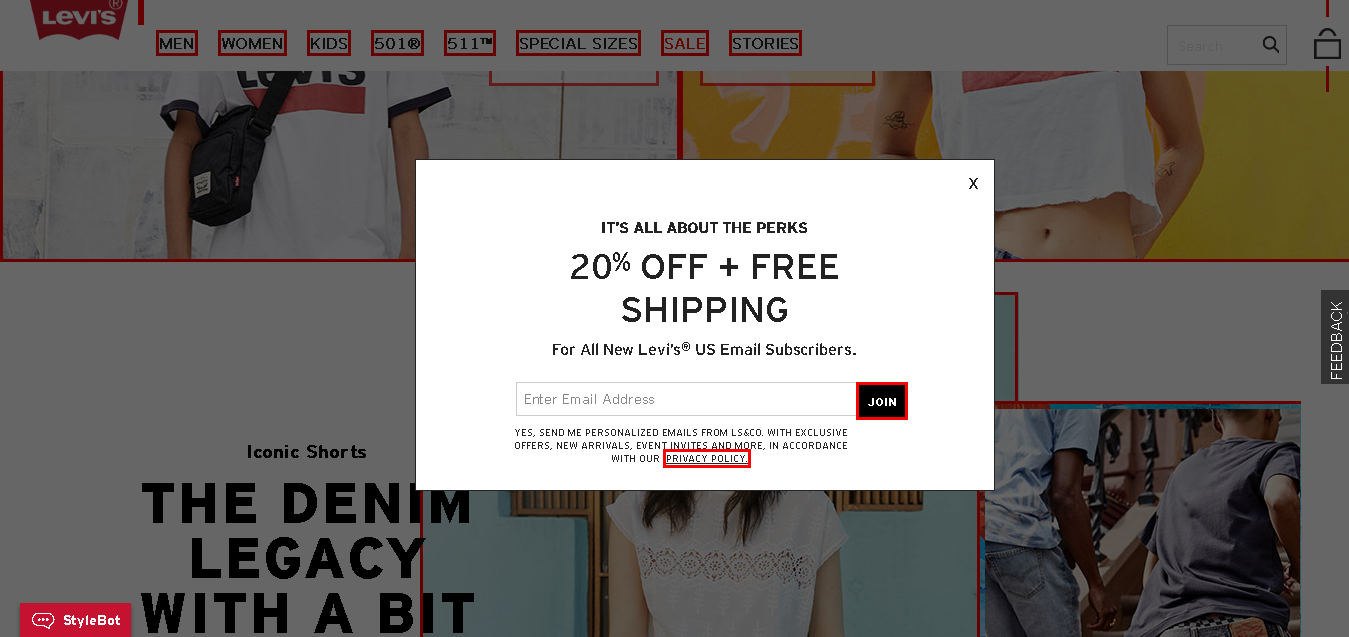 LEVI'S®
MEN WOMEN KIDS 501® 511™ SPECIAL SIZES SALE STORIES
Search
LEVI'S
X
IT'S ALL ABOUT THE PERKS
20% OFF + FREE
SHIPPING
For All New Levi's® US Email Subscribers.
Enter Email Address
JOIN
YES, SEND ME PERSONALIZED EMAILS FROM LS&CO. WITH EXCLUSIVE
OFFERS, NEW ARRIVALS, EVENT INVITES AND MORE, IN ACCORDANCE
WITH OUR PRIVACY POLICY.
FEEDBACK
Iconic Shorts
THE DENIM
LEGACY
WITH A BIT
StyleBot